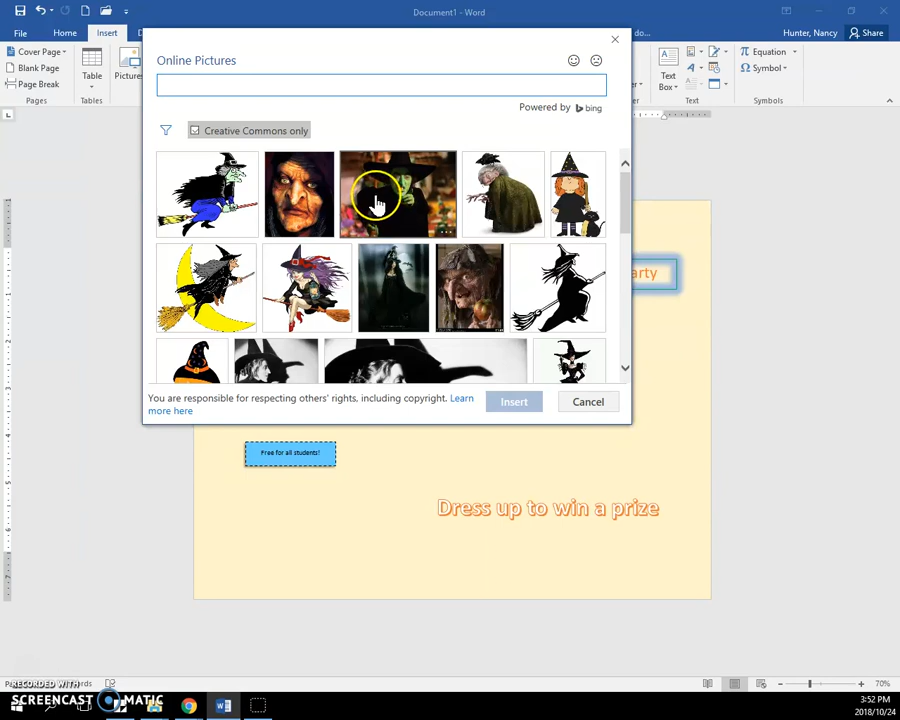 Document1 - Word
File Home Insert D do... Hunter, Nancy Share
Cover Page
Blank Page
Page Break
Pages
Table
Tables
Pictures
Text Box
Text
Equation
Symbol
Symbols
Online Pictures
Powered by bing
Creative Commons only
You are responsible for respecting others' rights, including copyright. Learn
more here
Insert Cancel
arty
Free for all students!
Dress up to win a prize
RECORDED WITH
SCREENCAST MATIC
70%
3:52 PM
2018/10/24